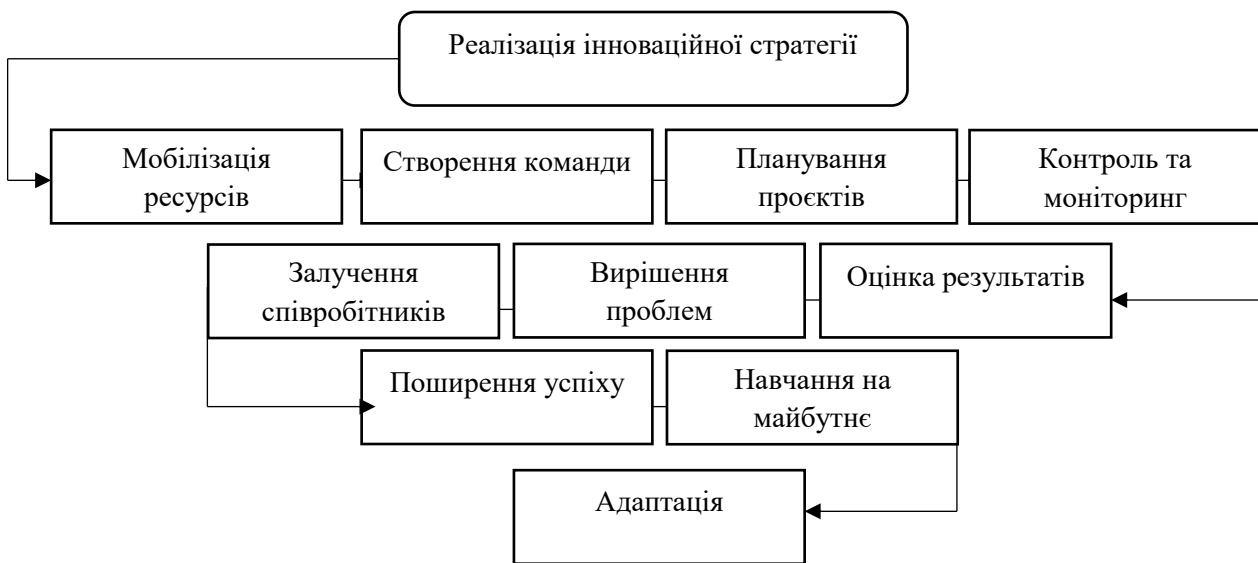 Реалізація інноваційної стратегії
Мобілізація
ресурсів
Створення команди
Планування
проєктів
Контроль та
моніторинг
Залучення
співробітників
Вирішення
проблем
Оцінка результатів
Поширення успіху
Навчання на
майбутнє
Адаптація